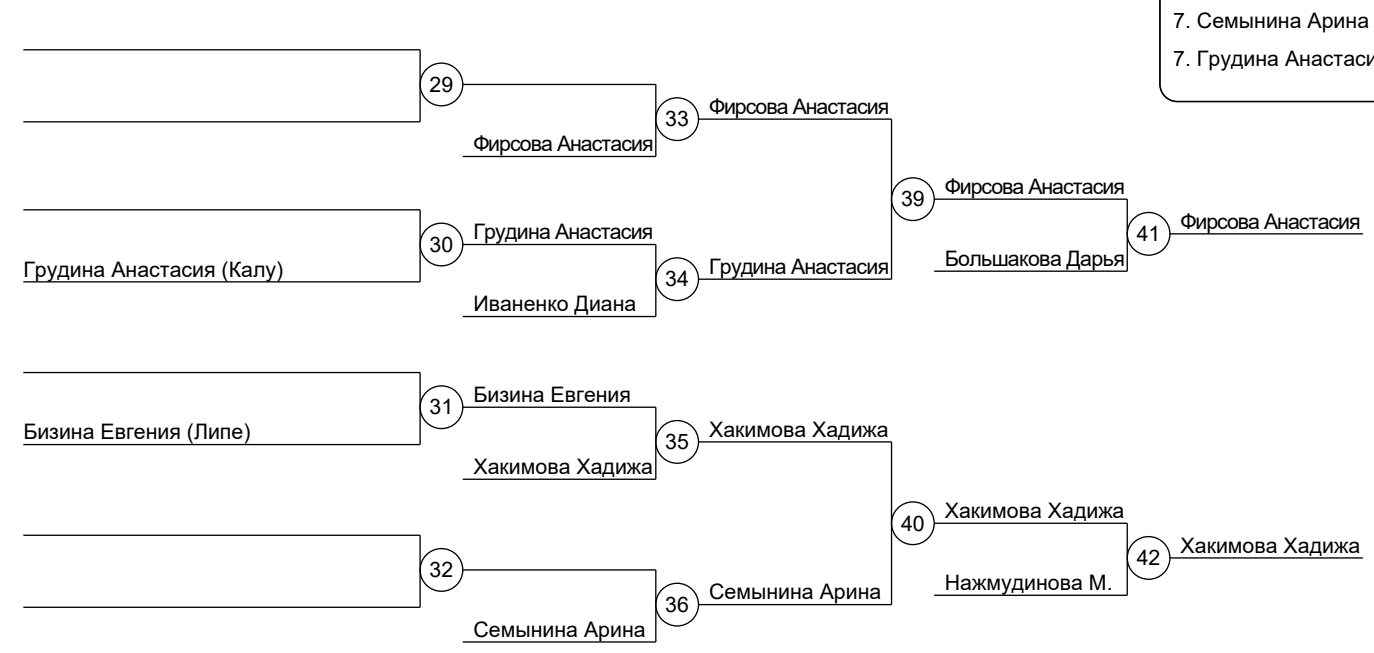 7. Семынина Арина
7. Грудина Анастаси
29
33
Фирсова Анастасия
Фирсова Анастасия
39
Фирсова Анастасия
41
Фирсова Анастасия
30
Грудина Анастасия
Грудина Анастасия (Калу)
34
Грудина Анастасия
Большакова Дарья
Иваненко Диана
31
Бизина Евгения
Бизина Евгения (Липе)
35
Хакимова Хадижа
Хакимова Хадижа
40
Хакимова Хадижа
42
Хакимова Хадижа
32
36
Семынина Арина
Нажмудинова М.
Семынина Арина